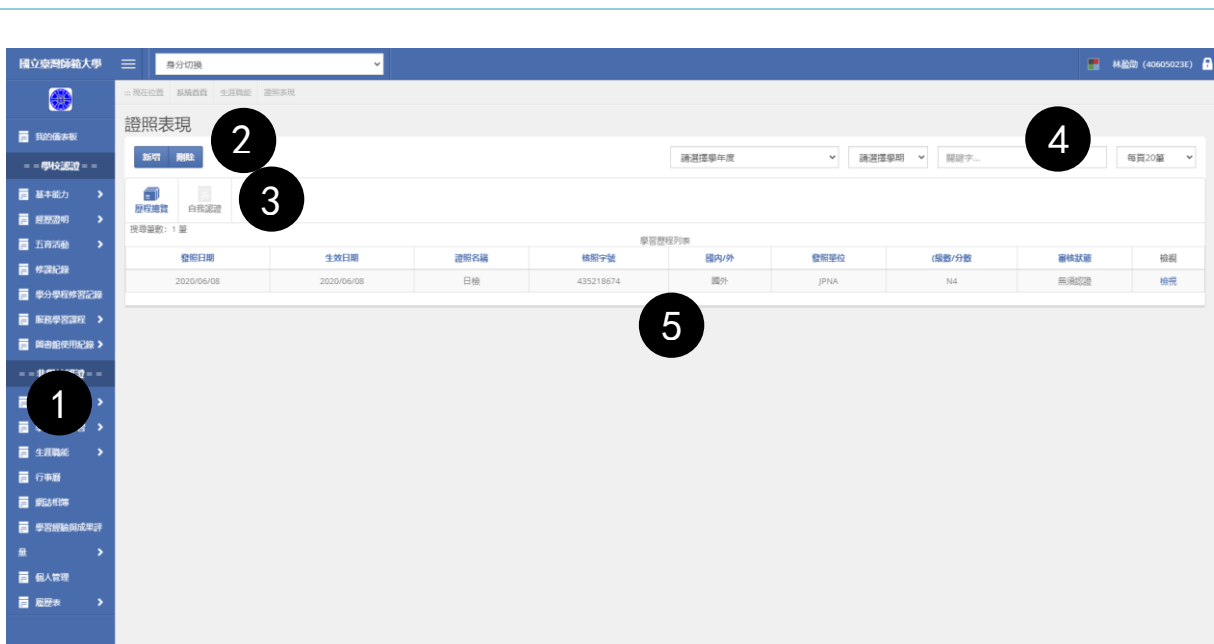 國立臺灣師範大學
身分切換
林盈助 (40605023E)
現在位置 系統首頁 生涯職能 證照表現
我的儀表板
證照表現
2
4
新增 刪除
請選擇學年度
請選擇學期
關鍵字...
每頁20筆
= =學校認證= =
基本能力
歷程總覽
自我認證
3
經歷證明
搜尋筆數: 1 筆
學習歷程列表
五育活動
發照日期 生效日期 證照名稱 核照字號 國內/外 發照單位 (級數/分數 審核狀態 檢視
修課紀錄
2020/06/08 2020/06/08 日檢 435218674 國外 JPNA N4 無須認證 檢視
學分學程修習記錄
服務學習課程
5
圖書館使用紀錄
1
生涯職能
行事曆
網誌相簿
學習經驗與成果評
量
個人管理
履歷表